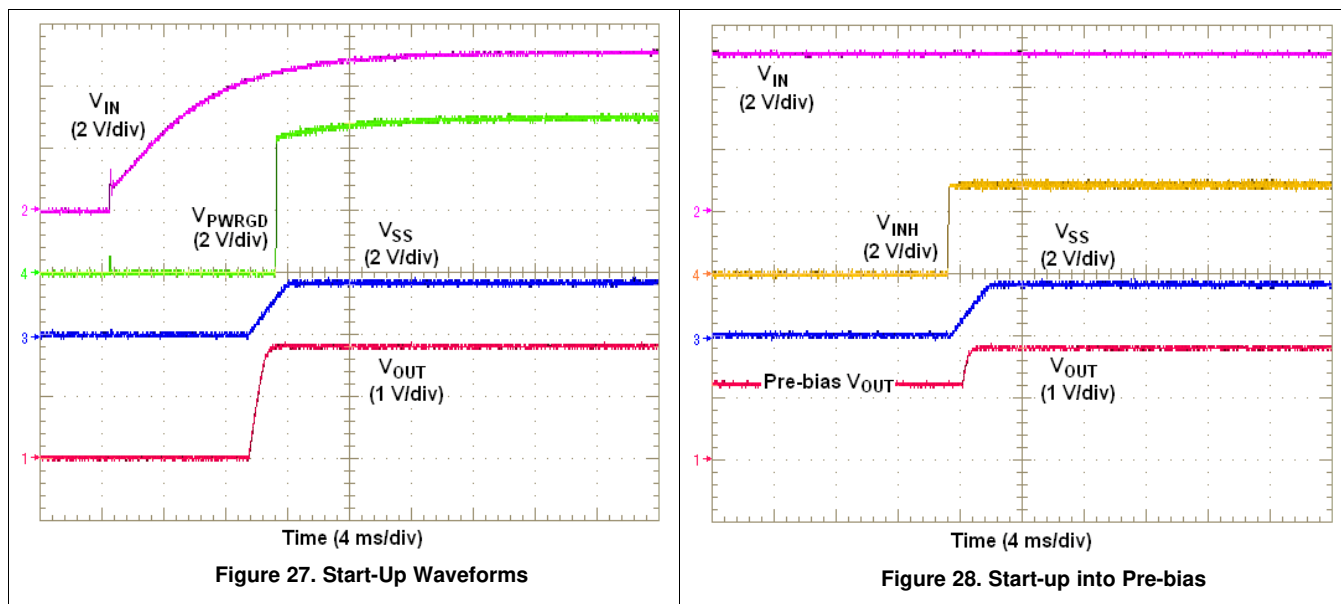 V_IN
(2 V/div)
V_PWRGD
(2 V/div)
V_SS
(2 V/div)
V_OUT
(1 V/div)
2
4
3
1
Time (4 ms/div)
Figure 27. Start-Up Waveforms
V_IN
(2 V/div)
V_INH
(2 V/div)
V_SS
(2 V/div)
Pre-bias V_OUT
V_OUT
(1 V/div)
2
4
3
1
Time (4 ms/div)
Figure 28. Start-up into Pre-bias